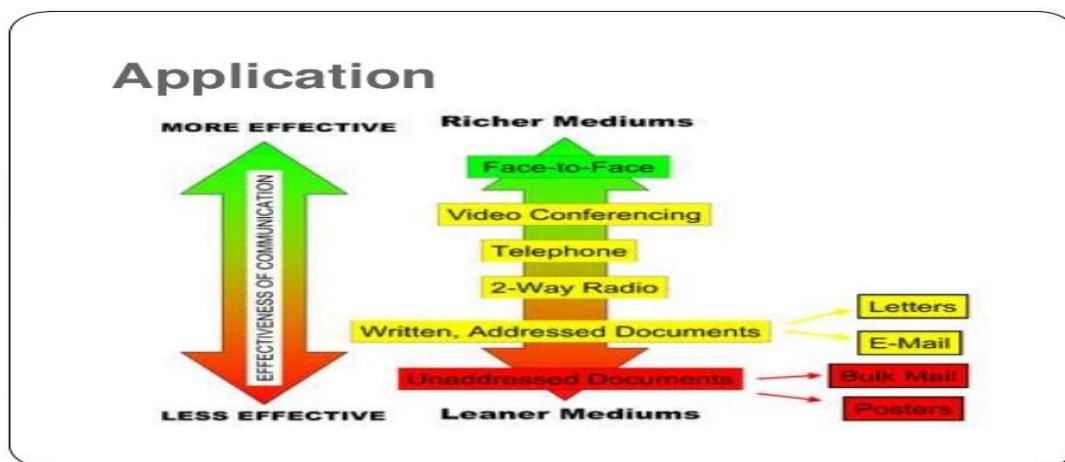 Application
MORE EFFECTIVE
Richer Mediums
Face-to-Face
Video Conferencing
Telephone
2-Way Radio
Written, Addressed Documents
Letters
E-Mail
Unaddressed Documents
Bulk Mail
Posters
EFFECTIVENESS OF COMMUNICATION
LESS EFFECTIVE
Leaner Mediums